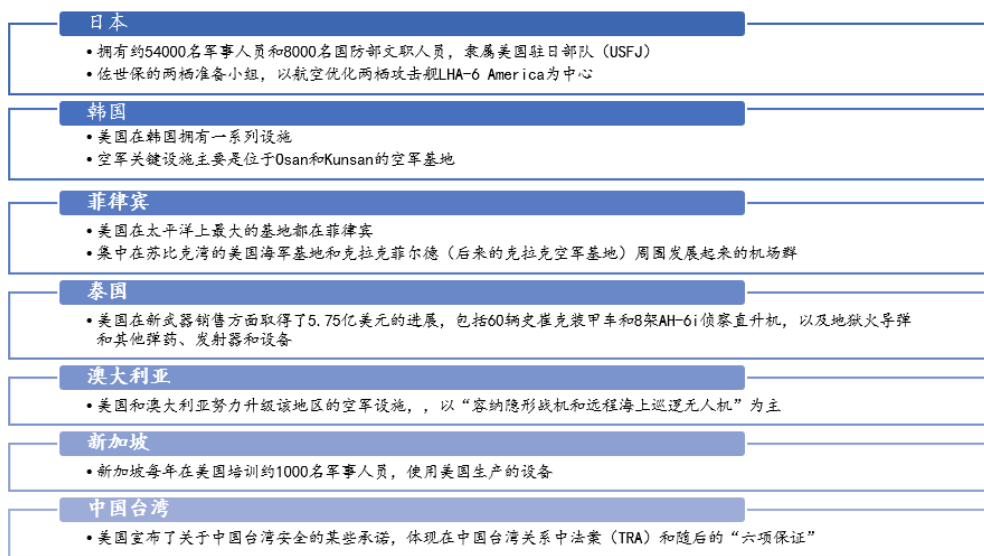 日本
•拥有约54000名军事人员和8000名国防部文职人员，隶属美国驻日部队（USFJ）
•佐世保的两栖准备小组，以航空优化两栖攻击舰LHA-6 America为中心
韩国
•美国在韩国拥有一系列设施
•空军关键设施主要是位于Osan和Kunsan的空军基地
菲律宾
•美国在太平洋上最大的基地都在菲律宾
•集中在苏比克湾的美国海军基地和克拉克菲尔德（后来的克拉克空军基地）周围发展起来的机场群
泰国
•美国在新武器销售方面取得了5.75亿美元的进展，包括60辆史崔克装甲车和8架AH-6i侦察直升机，以及地狱火导弹
和其他弹药、发射器和设备
澳大利亚
•美国和澳大利亚努力升级该地区的空军设施，，以“容纳隐形战机和远程海上巡逻无人机”为主
新加坡
•新加坡每年在美国培训约1000名军事人员，使用美国生产的设备
中国台湾
•美国宣布了关于中国台湾安全的某些承诺，体现在中国台湾关系中法案（TRA）和随后的“六项保证”